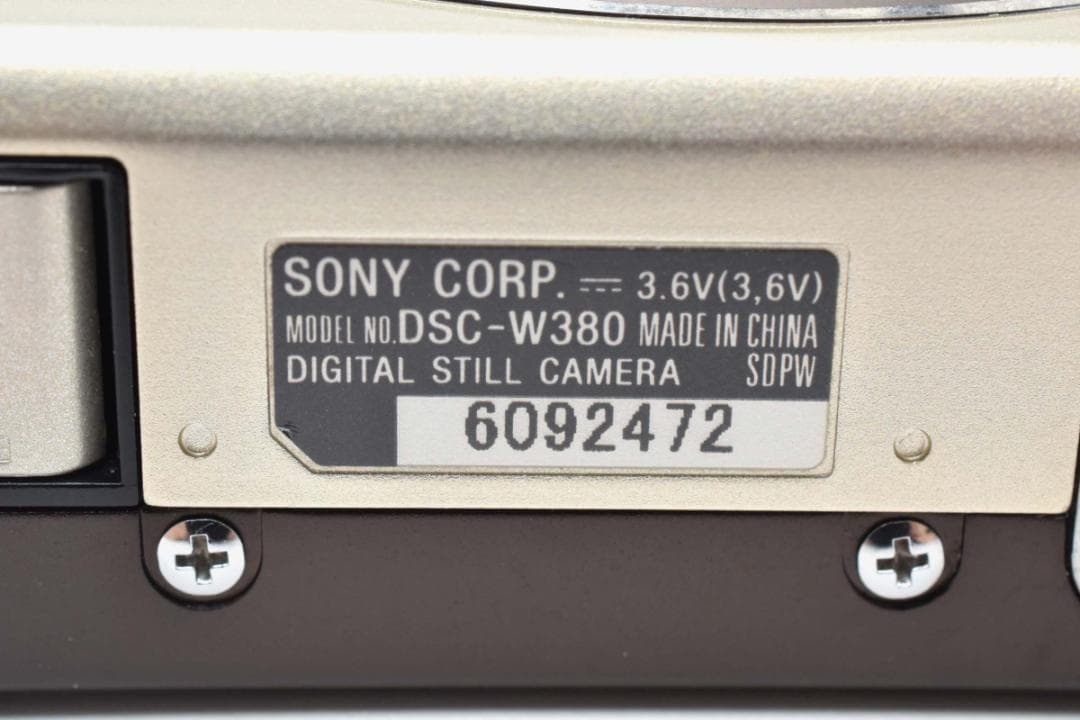 SONY CORP. ⎓ 3.6V(3,6V)
MODEL NO.DSC-W380 MADE IN CHINA
DIGITAL STILL CAMERA SDPW
6092472